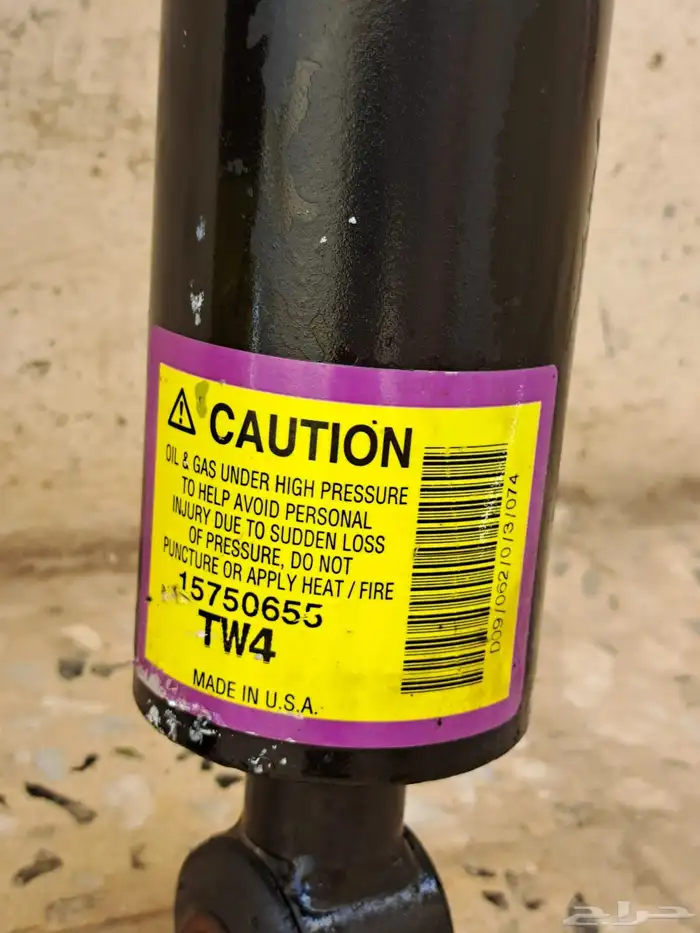 CAUTION
OIL & GAS UNDER HIGH PRESSURE
TO HELP AVOID PERSONAL
INJURY DUE TO SUDDEN LOSS
OF PRESSURE, DO NOT
PUNCTURE OR APPLY HEAT / FIRE
15750655
TW4
MADE IN U.S.A.
D09/062/0/3/074
حراج